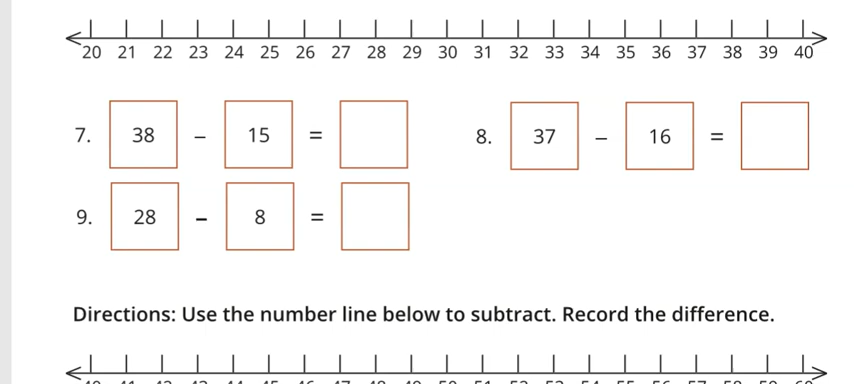 20 21 22 23 24 25 26 27 28 29 30 31 32 33 34 35 36 37 38 39 40
7. 38 – 15 = 8. 37 – 16 =
9. 28 – 8 =
Directions: Use the number line below to subtract. Record the difference.